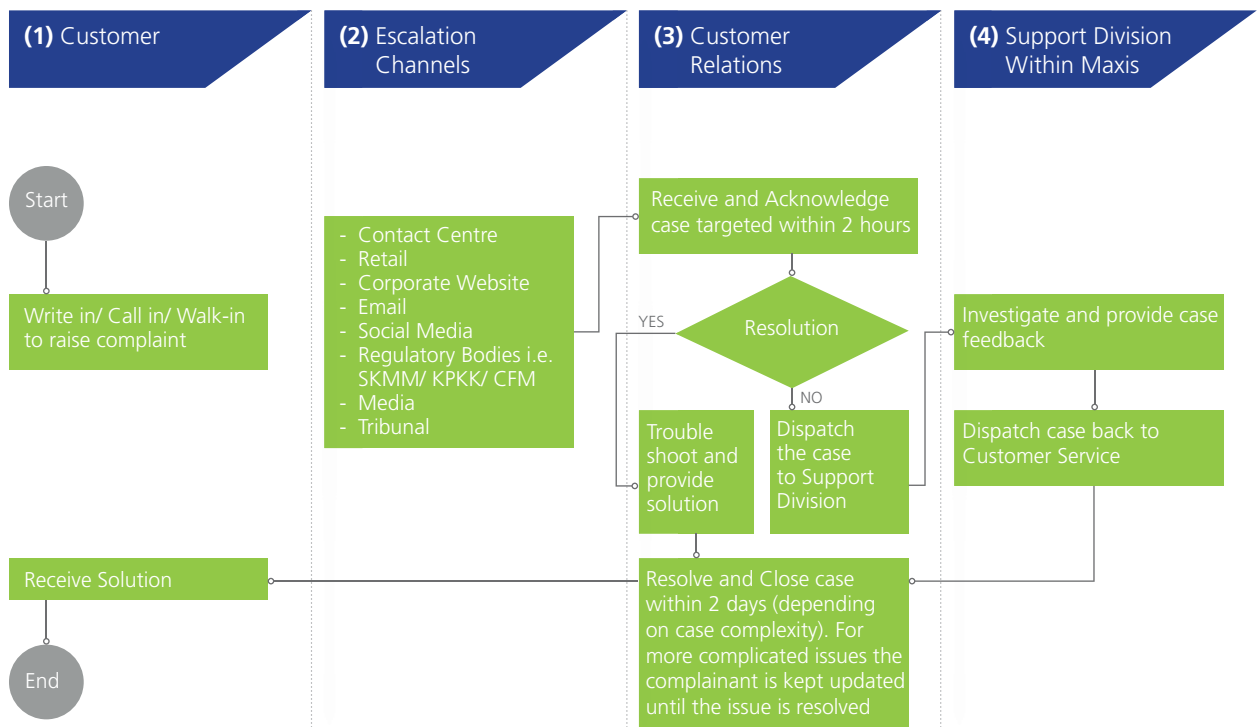 (1) Customer
(2) Escalation
Channels
(3) Customer
Relations
(4) Support Division
Within Maxis
Start
Write in/ Call in/ Walk-in
to raise complaint
- Contact Centre
- Retail
- Corporate Website
- Email
- Social Media
- Regulatory Bodies i.e.
SKMM/ KPKK/ CFM
- Media
- Tribunal
Receive and Acknowledge
case targeted within 2 hours
Resolution
YES
NO
Trouble
shoot and
provide
solution
Dispatch
the case
to Support
Division
Investigate and provide case
feedback
Dispatch case back to
Customer Service
Resolve and Close case
within 2 days (depending
on case complexity). For
more complicated issues the
complainant is kept updated
until the issue is resolved
Receive Solution
End